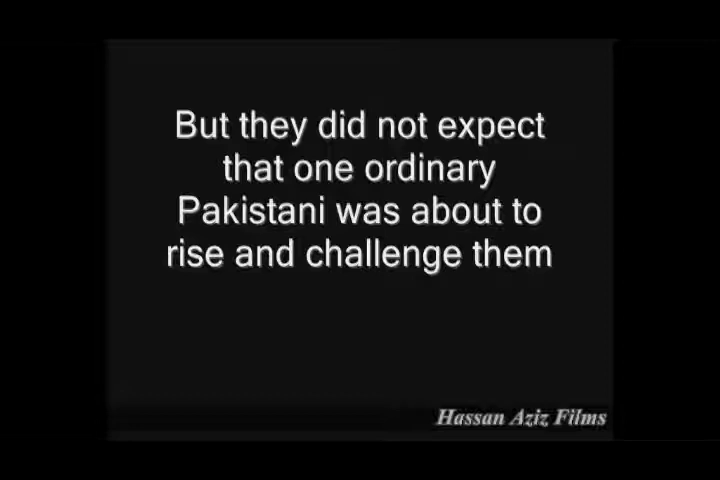 But they did not expect
that one ordinary
Pakistani was about to
rise and challenge them
Hassan Aziz Films